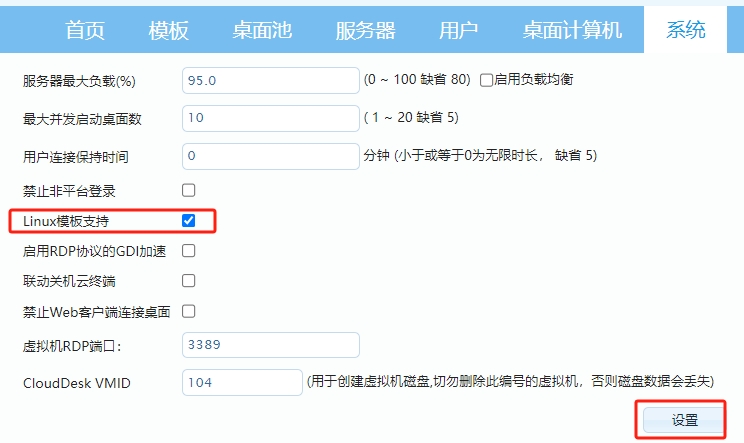 首页 模板 桌面池 服务器 用户 桌面计算机 系统
服务器最大负载(%) 95.0 (0 ~ 100 缺省 80) 启用负载均衡
最大并发启动桌面数 10 ( 1 ~ 20 缺省 5)
用户连接保持时间 0 分钟 (小于或等于0为无限时长， 缺省 5)
禁止非平台登录
Linux模板支持
启用RDP协议的GDI加速
联动关机云终端
禁止Web客户端连接桌面
虚拟机RDP端口： 3389
CloudDesk VMID 104 (用于创建虚拟机磁盘,切勿删除此编号的虚拟机，否则磁盘数据会丢失)
设置